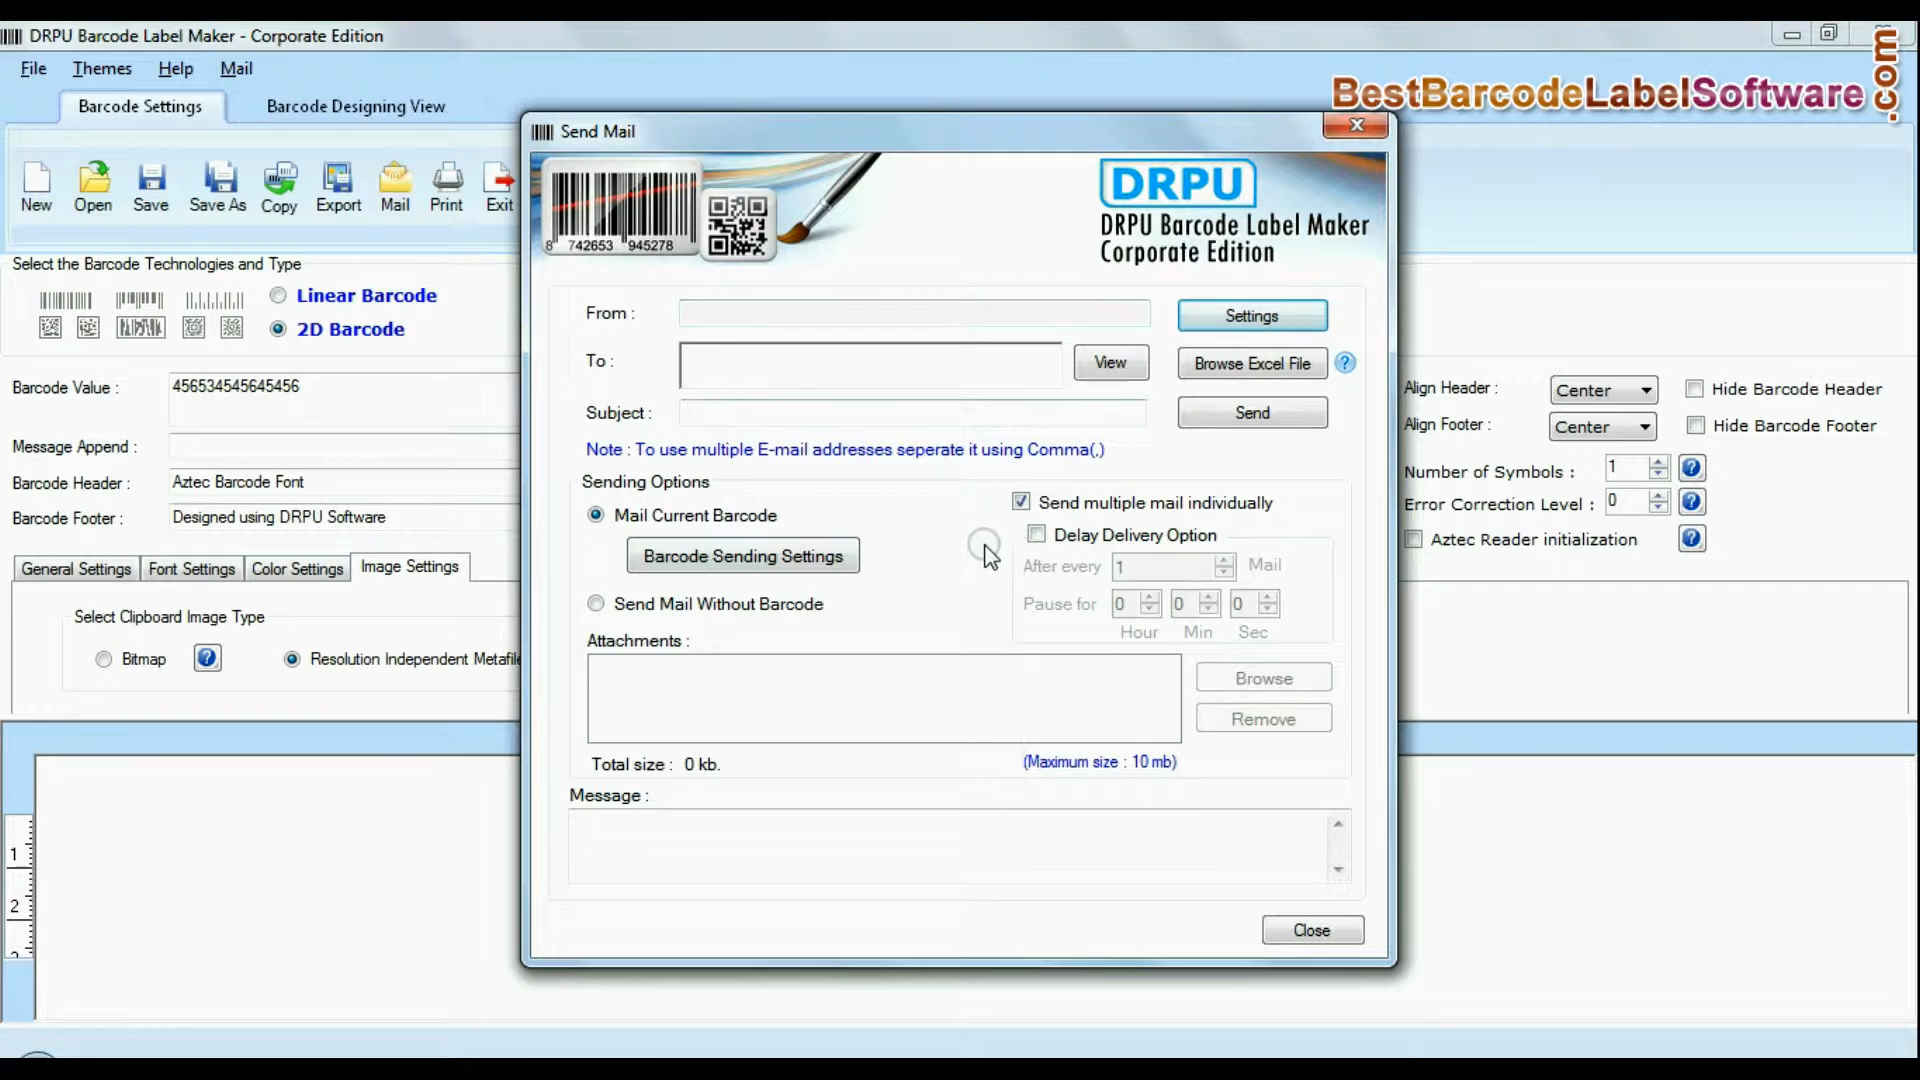 DRPU Barcode Label Maker - Corporate Edition
File Themes Help Mail
BestBarcodeLabelSoftware.com
Barcode Settings Barcode Designing View
New Open Save Save As Copy Export Mail Print Exit
Select the Barcode Technologies and Type
Linear Barcode
2D Barcode
Barcode Value : 456534545645456
Message Append :
Barcode Header : Aztec Barcode Font
Barcode Footer : Designed using DRPU Software
General Settings Font Settings Color Settings Image Settings
Select Clipboard Image Type
Bitmap ? Resolution Independent Metafile
1
2
Send Mail
X
8 742653 945278
DRPU
DRPU Barcode Label Maker
Corporate Edition
From : Settings
To : View Browse Excel File ?
Subject : Send
Note : To use multiple E-mail addresses seperate it using Comma(,)
Sending Options
Mail Current Barcode
Barcode Sending Settings
Send Mail Without Barcode
Send multiple mail individually
Delay Delivery Option
After every 1 Mail
Pause for 0 0 0
Hour Min Sec
Attachments :
Browse
Remove
Total size : 0 kb. (Maximum size : 10 mb)
Message :
Close
Align Header : Center Hide Barcode Header
Align Footer : Center Hide Barcode Footer
Number of Symbols : 1 ?
Error Correction Level : 0 ?
Aztec Reader initialization ?